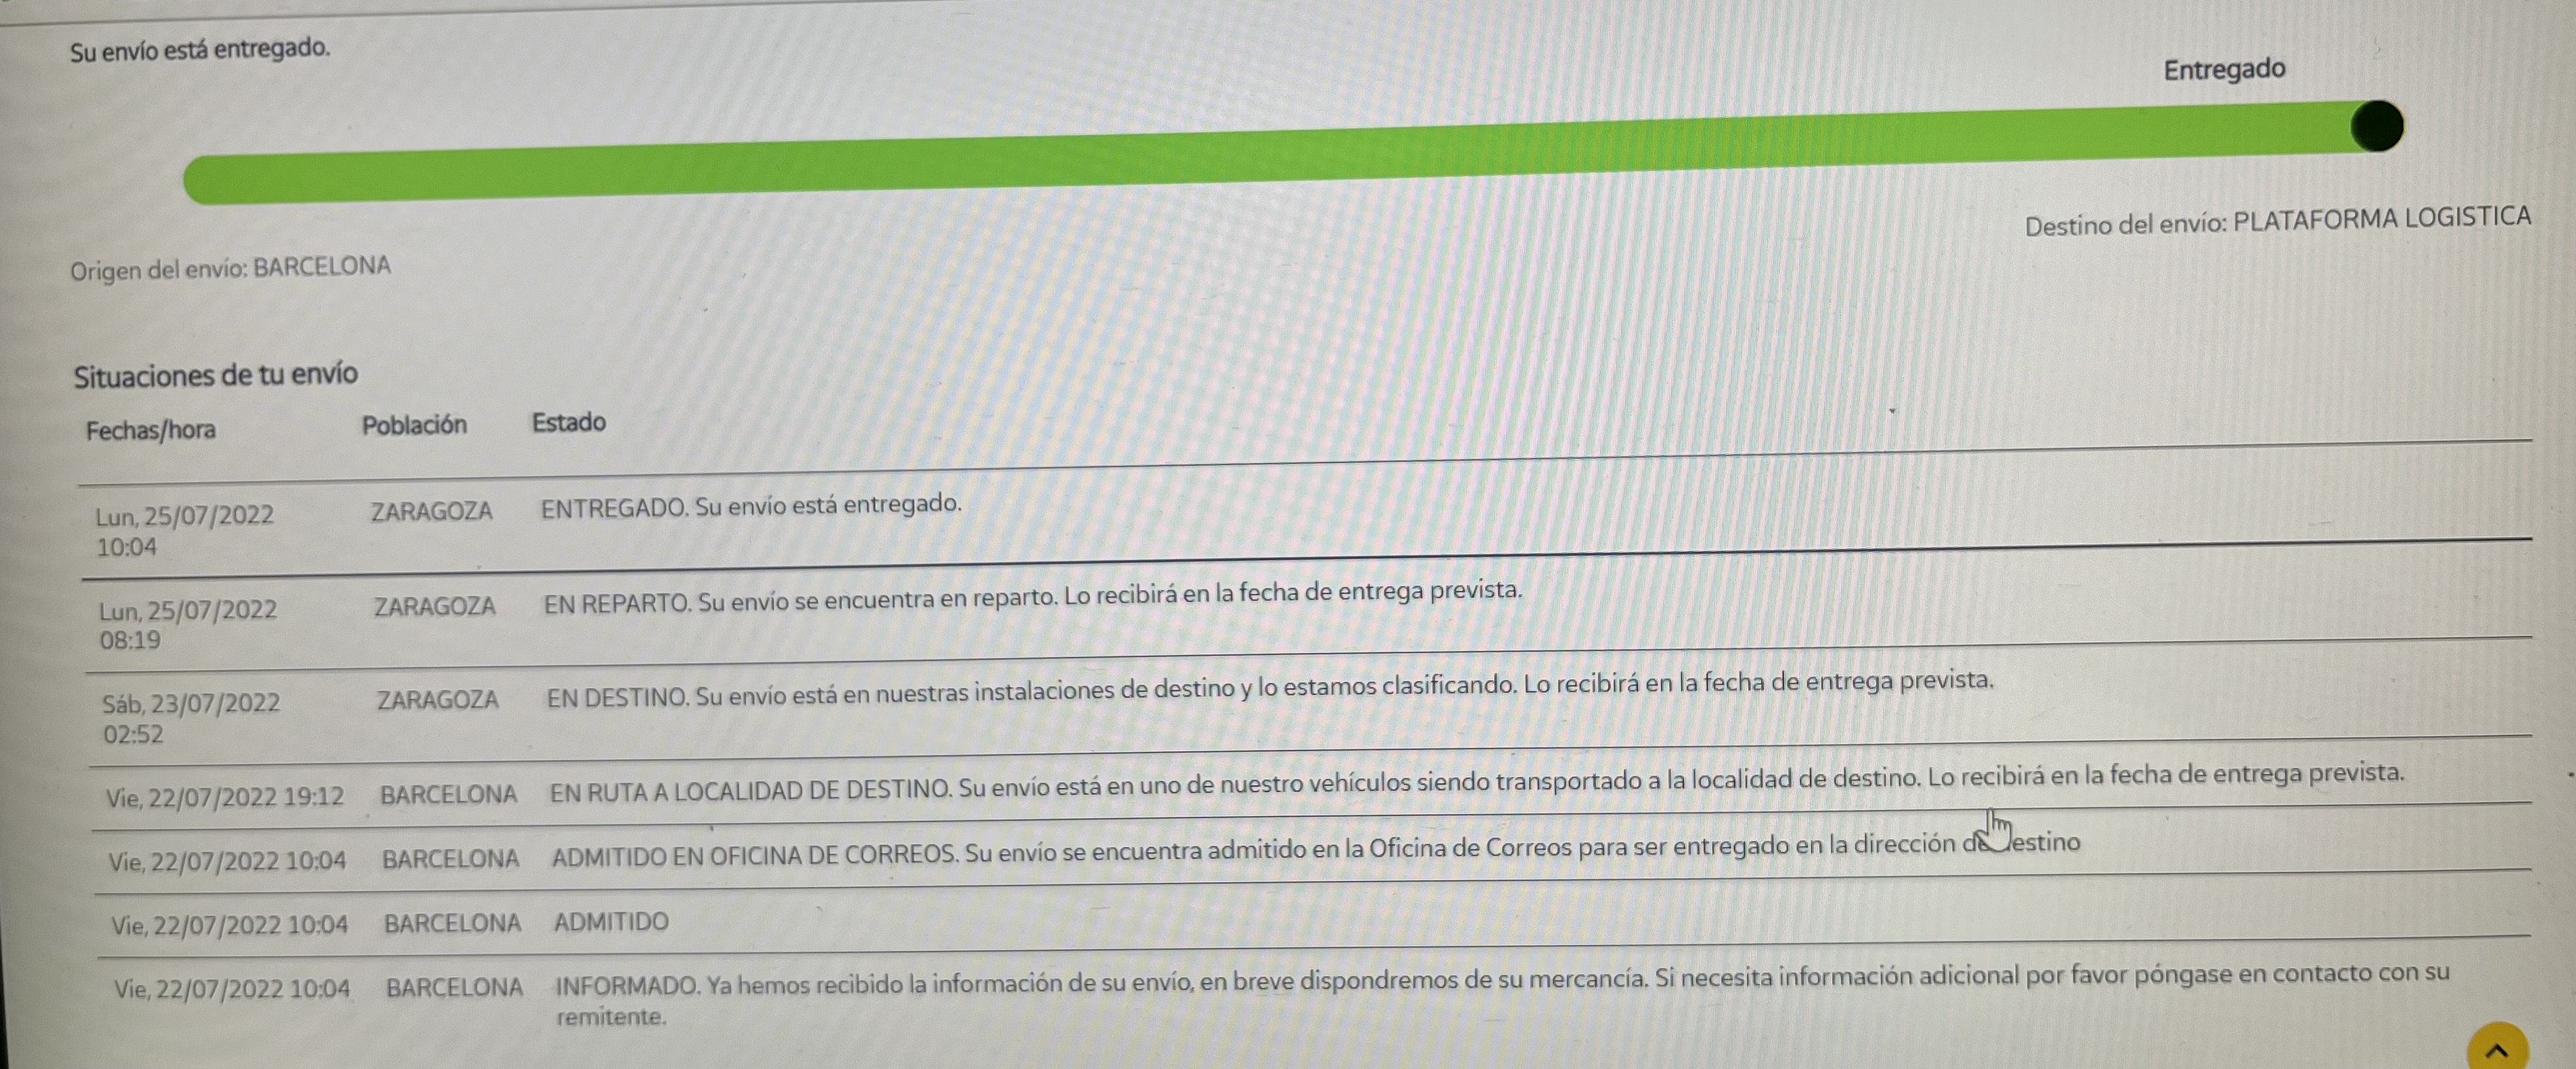 Su envío está entregado.
Entregado
Destino del envío: PLATAFORMA LOGISTICA
Origen del envío: BARCELONA
Situaciones de tu envío
Fechas/hora Población Estado
Lun, 25/07/2022 ZARAGOZA ENTREGADO. Su envío está entregado.
10:04
Lun, 25/07/2022 ZARAGOZA EN REPARTO. Su envío se encuentra en reparto. Lo recibirá en la fecha de entrega prevista.
08:19
Sáb, 23/07/2022 ZARAGOZA EN DESTINO. Su envío está en nuestras instalaciones de destino y lo estamos clasificando. Lo recibirá en la fecha de entrega prevista.
02:52
Vie, 22/07/2022 19:12 BARCELONA EN RUTA A LOCALIDAD DE DESTINO. Su envío está en uno de nuestro vehículos siendo transportado a la localidad de destino. Lo recibirá en la fecha de entrega prevista.
Vie, 22/07/2022 10:04 BARCELONA ADMITIDO EN OFICINA DE CORREOS. Su envío se encuentra admitido en la Oficina de Correos para ser entregado en la dirección de destino
Vie, 22/07/2022 10:04 BARCELONA ADMITIDO
Vie, 22/07/2022 10:04 BARCELONA INFORMADO. Ya hemos recibido la información de su envío, en breve dispondremos de su mercancía. Si necesita información adicional por favor póngase en contacto con su
remitente.